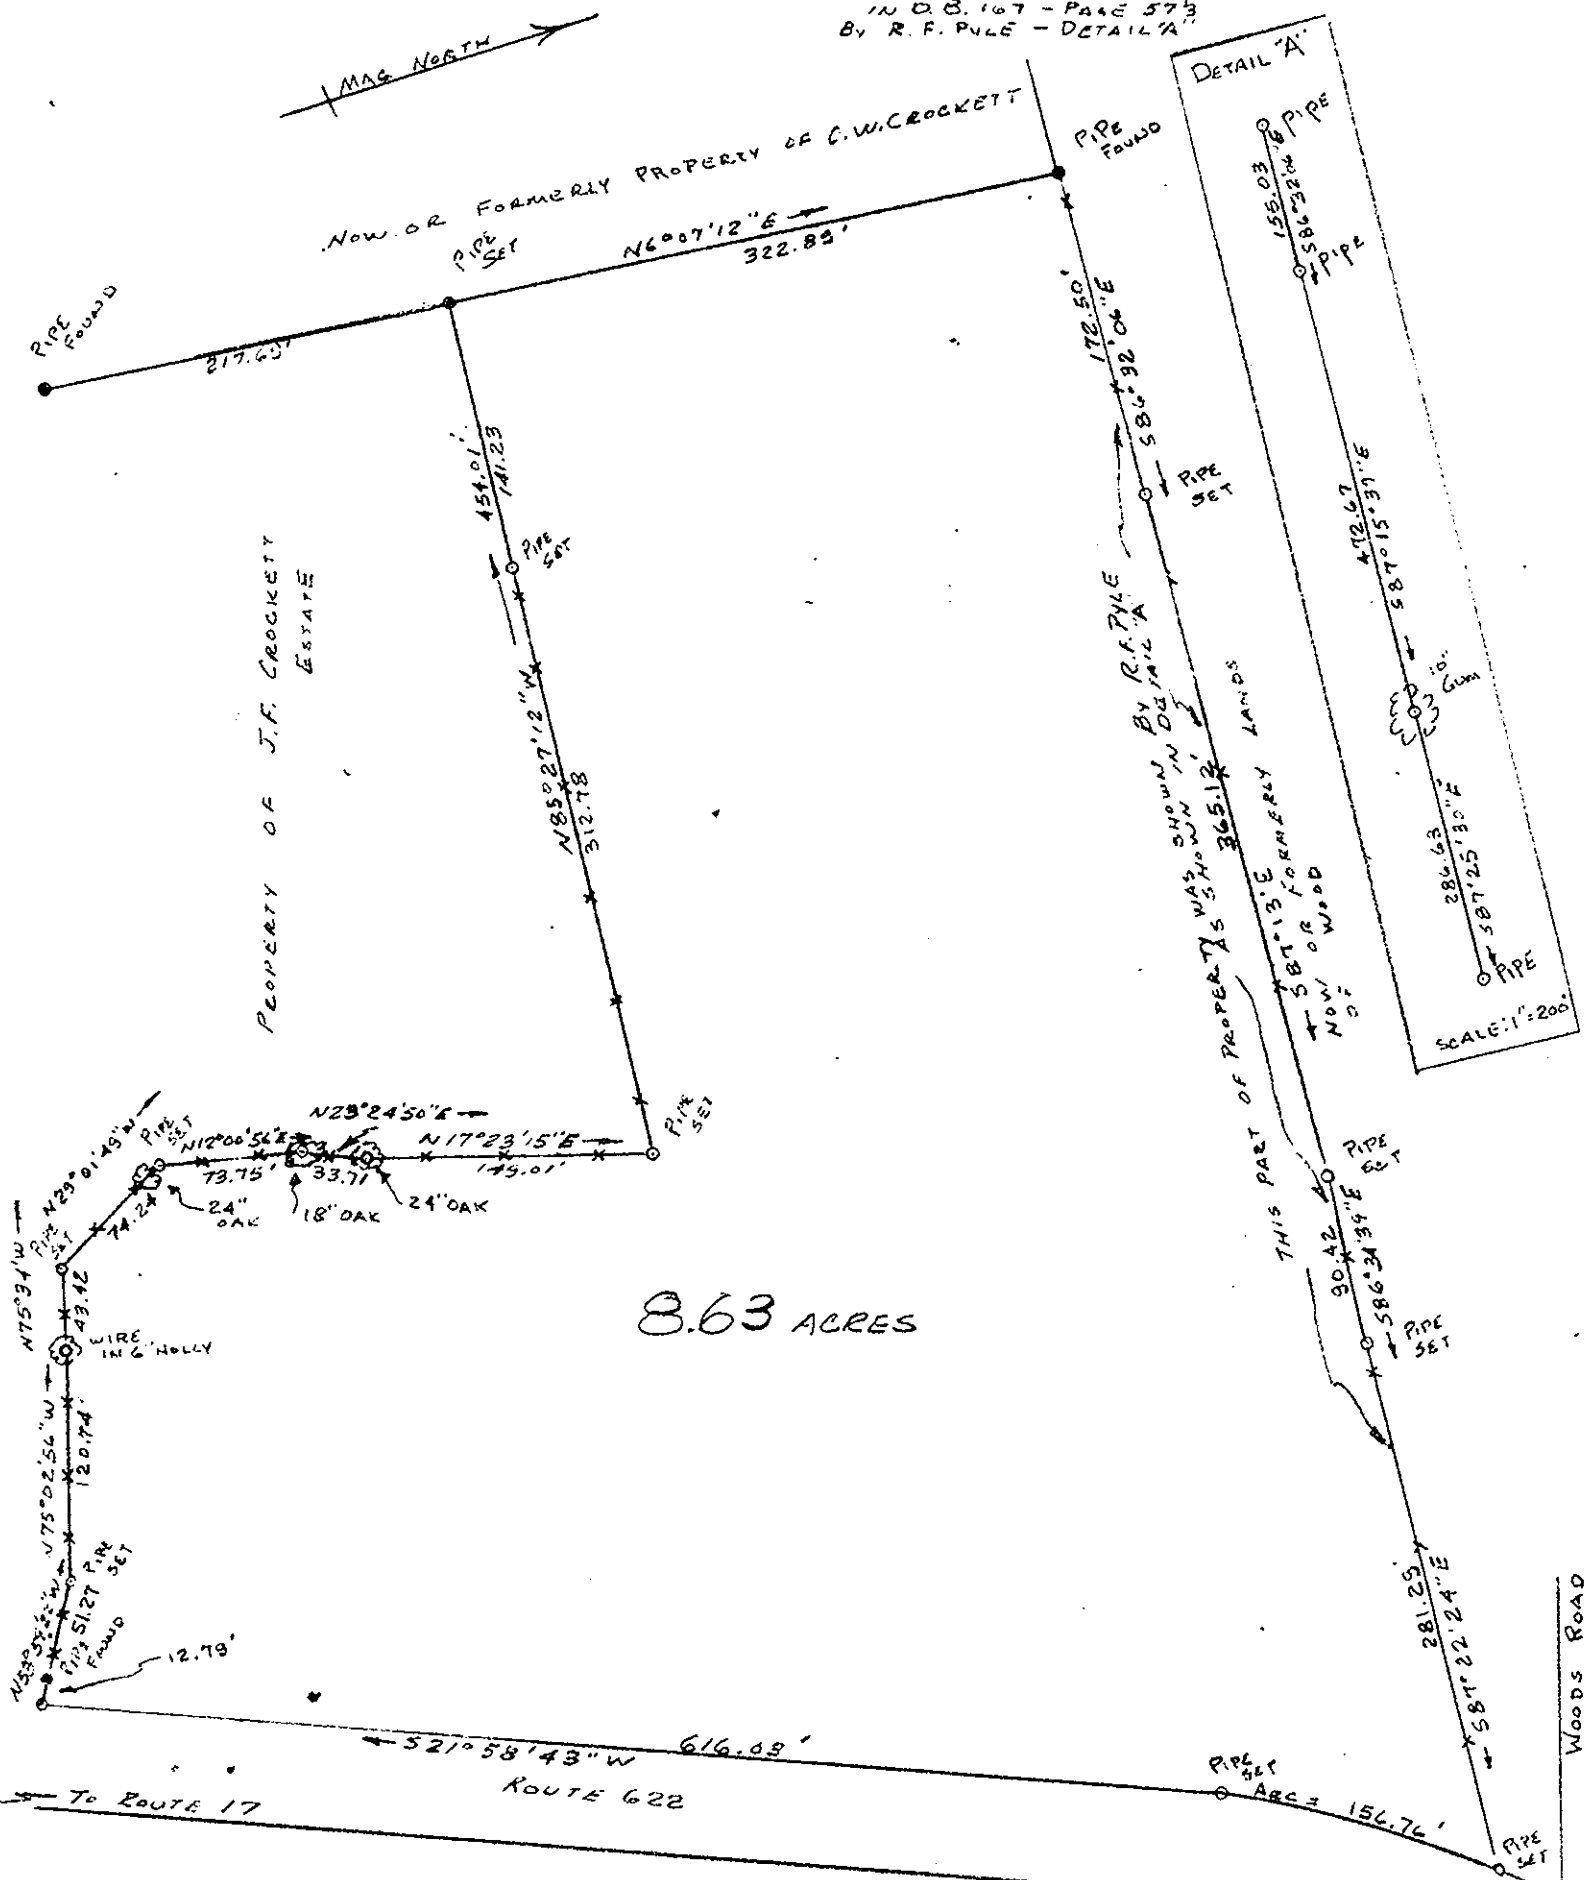 IN D.B. 167 - PAGE 573
BY R.F. PYLE - DETAIL "A"
MAG NORTH
NOW OR FORMERLY PROPERTY OF C.W. CROCKETT
PIPE
FOUND
PIPE
SET
PIPE
FOUND
N6°07'12"E
322.89'
DETAIL "A"
PIPE
155.03
S86°32'06"E
PIPE
472.67
S87°15'37"E
10"
GUM
286.63
S87°25'30"E
PIPE
SCALE: 1"=200'
172.50'
S86°32'06"E
PIPE
SET
454.01'
141.23
PIPE
SET
N85°27'12"W
312.78
PROPERTY OF J.F. CROCKETT
ESTATE
THIS PART OF PROPERTY WAS SHOWN BY R.F. PYLE
AS SHOWN IN DETAIL "A"
365.12'
S87°13'E
NOW OR FORMERLY LANDS
OF WOOD
PIPE
SET
90.42
S86°34'39"E
PIPE
SET
281.25
S87°22'24"E
WOODS ROAD
PIPE
SET
N29°01'49"W
PIPE
SET
N12°00'56"E
73.75'
N23°24'50"E
33.71
N17°23'15"E
149.01'
PIPE
SET
74.24
24"
OAK
18" OAK
24" OAK
N75°34'W
PIPE
SET
43.42
WIRE
IN 6" HOLLY
N75°02'56"W
120.74'
PIPE
SET
51.27
PIPE
FOUND
12.79'
8.63 ACRES
S21°58'43"W 616.09'
ROUTE 622
TO ROUTE 17
PIPE
SET
ARC = 156.76'